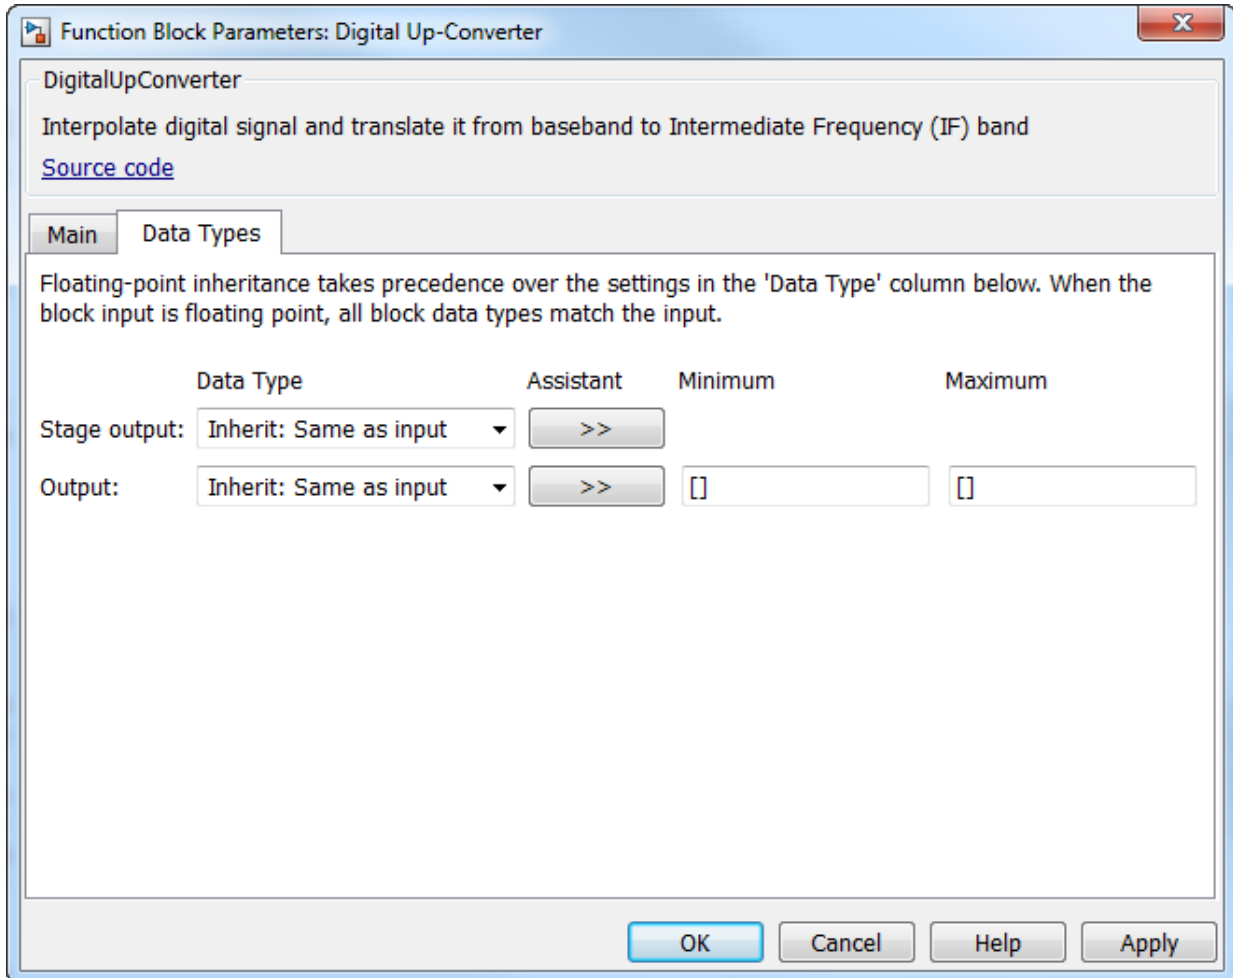 Function Block Parameters: Digital Up-Converter
X
DigitalUpConverter
Interpolate digital signal and translate it from baseband to Intermediate Frequency (IF) band
Source code
Main Data Types
Floating-point inheritance takes precedence over the settings in the 'Data Type' column below. When the
block input is floating point, all block data types match the input.
Data Type Assistant Minimum Maximum
Stage output: Inherit: Same as input >>
Output: Inherit: Same as input >> [] []
OK Cancel Help Apply